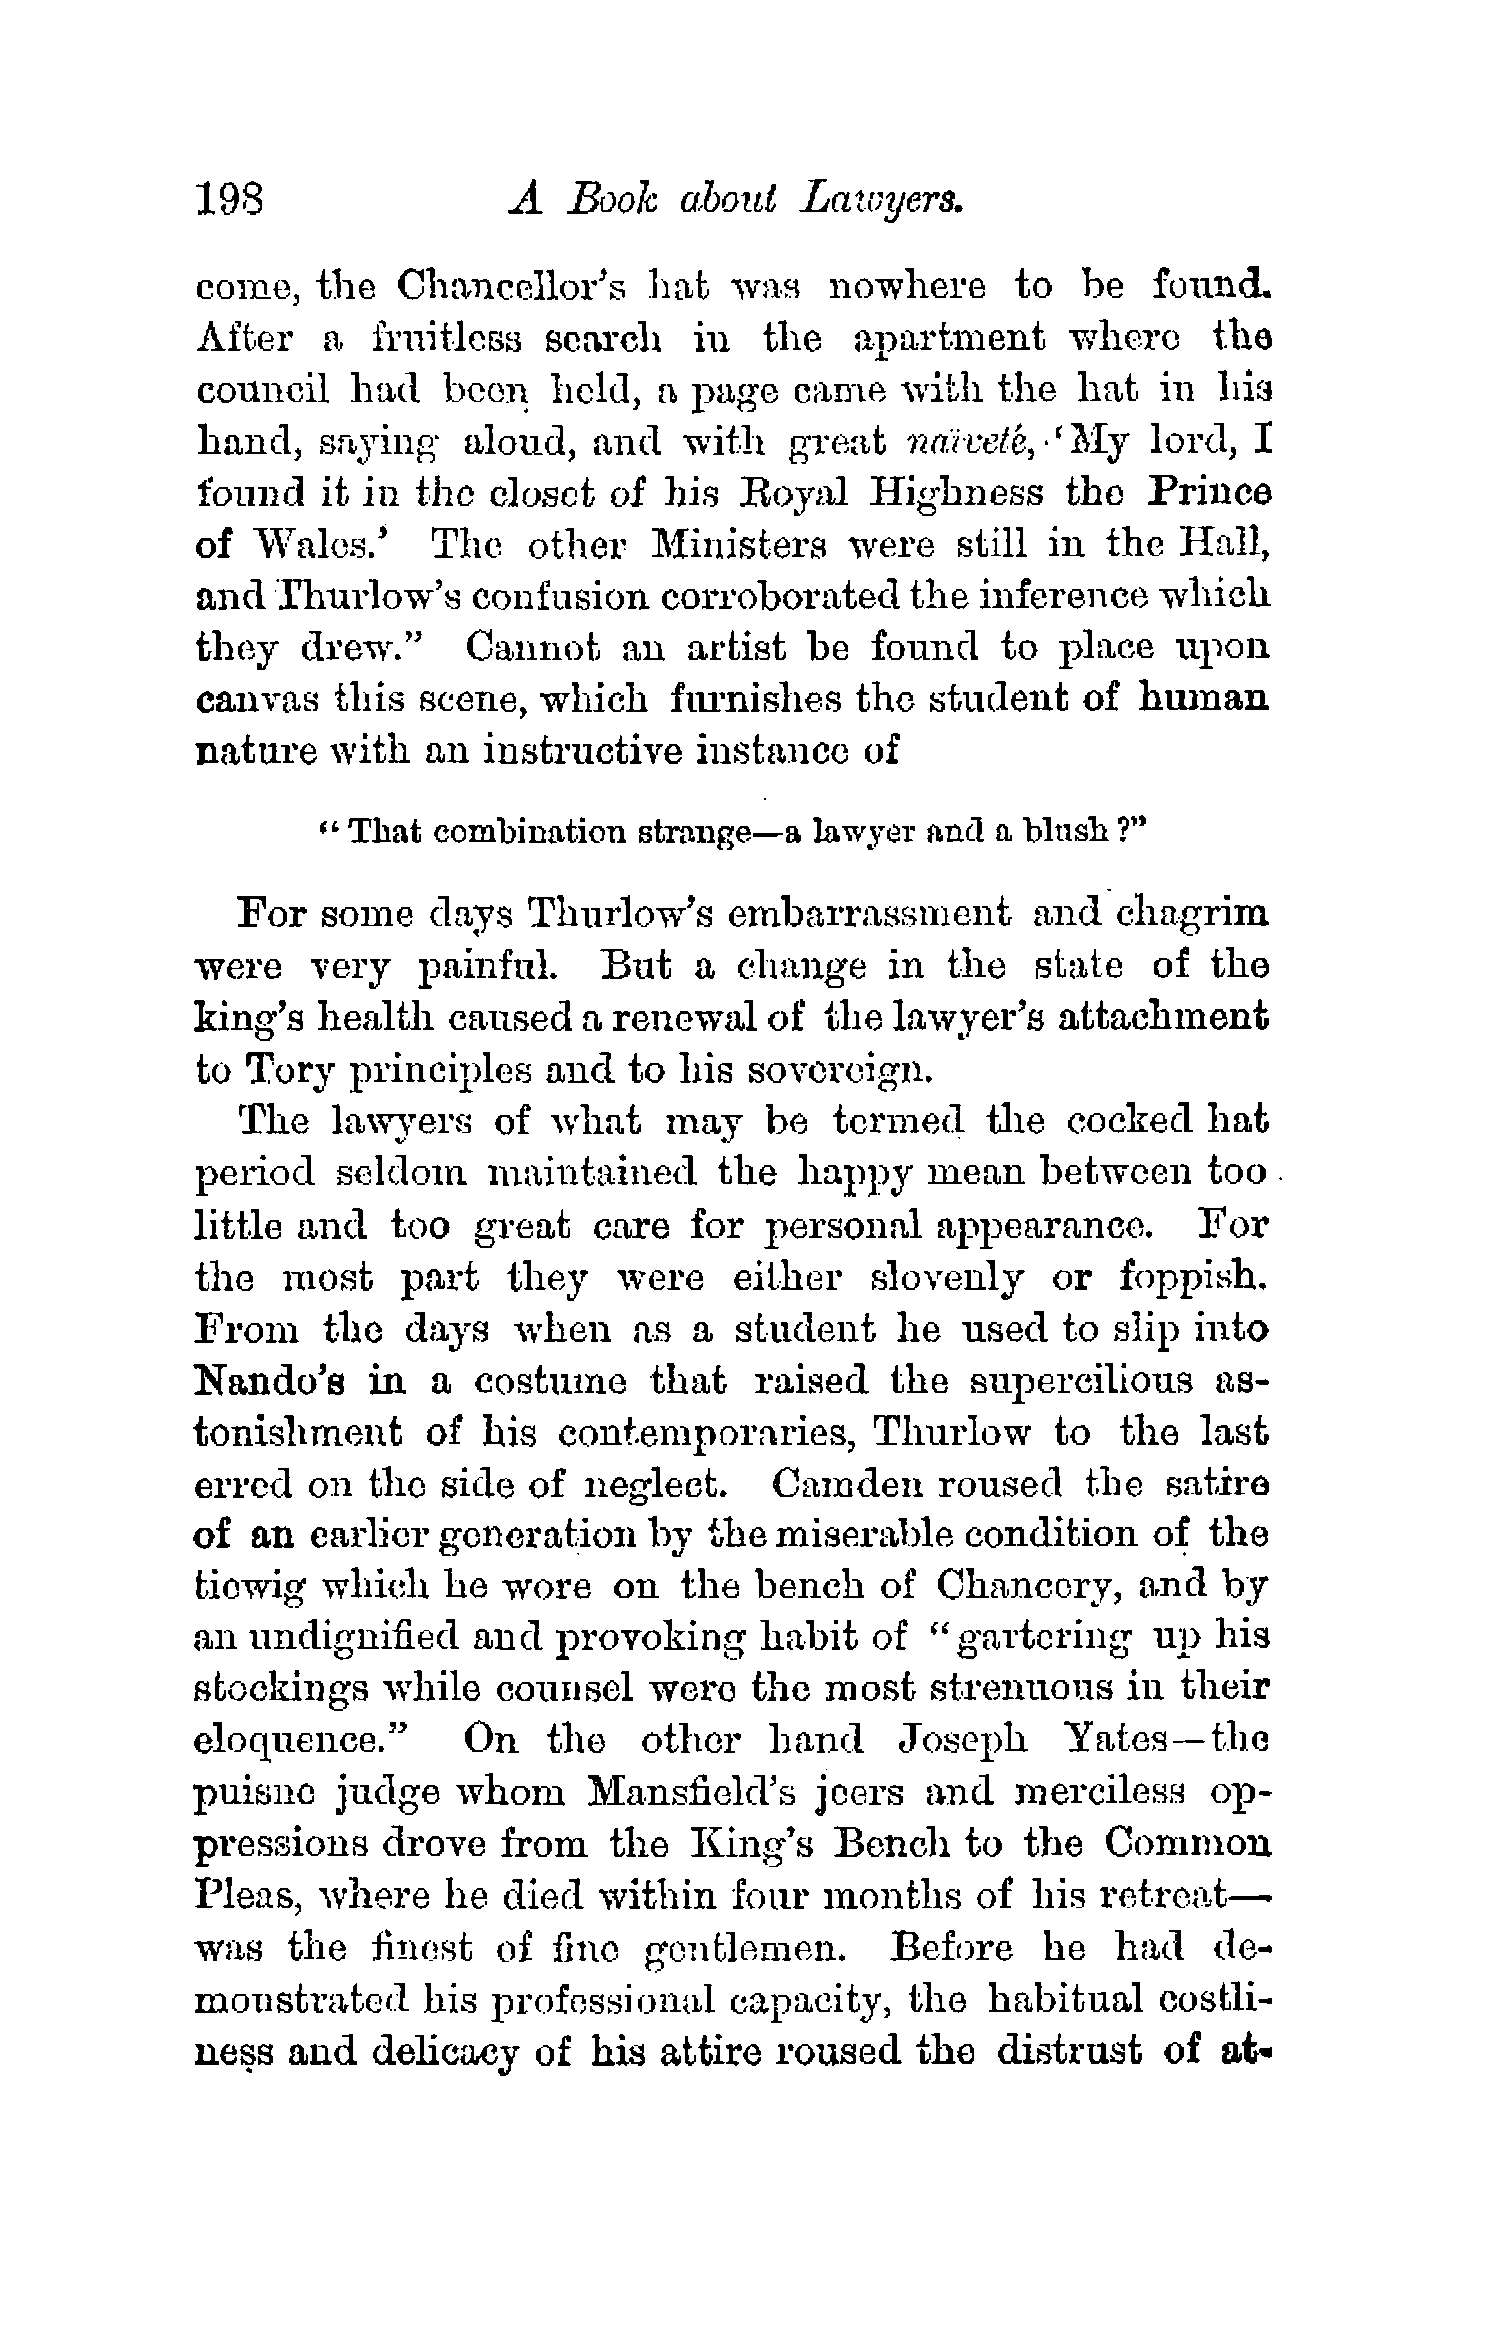 198 A Book about Lawyers.
come, the Chancellor's hat was nowhere to be found.
After a fruitless search in the apartment where the
council had been held, a page came with the hat in his
hand, saying aloud, and with great naïveté, 'My lord, I
found it in the closet of his Royal Highness the Prince
of Wales.' The other Ministers were still in the Hall,
and Thurlow's confusion corroborated the inference which
they drew." Cannot an artist be found to place upon
canvas this scene, which furnishes the student of human
nature with an instructive instance of
"That combination strange—a lawyer and a blush?"
For some days Thurlow's embarrassment and chagrim
were very painful. But a change in the state of the
king's health caused a renewal of the lawyer's attachment
to Tory principles and to his sovereign.
The lawyers of what may be termed the cocked hat
period seldom maintained the happy mean between too
little and too great care for personal appearance. For
the most part they were either slovenly or foppish.
From the days when as a student he used to slip into
Nando's in a costume that raised the supercilious as-
tonishment of his contemporaries, Thurlow to the last
erred on the side of neglect. Camden roused the satire
of an earlier generation by the miserable condition of the
tiewig which he wore on the bench of Chancery, and by
an undignified and provoking habit of "gartering up his
stockings while counsel were the most strenuous in their
eloquence." On the other hand Joseph Yates—the
puisne judge whom Mansfield's jeers and merciless op-
pressions drove from the King's Bench to the Common
Pleas, where he died within four months of his retreat—
was the finest of fine gentlemen. Before he had de-
monstrated his professional capacity, the habitual costli-
ness and delicacy of his attire roused the distrust of at-